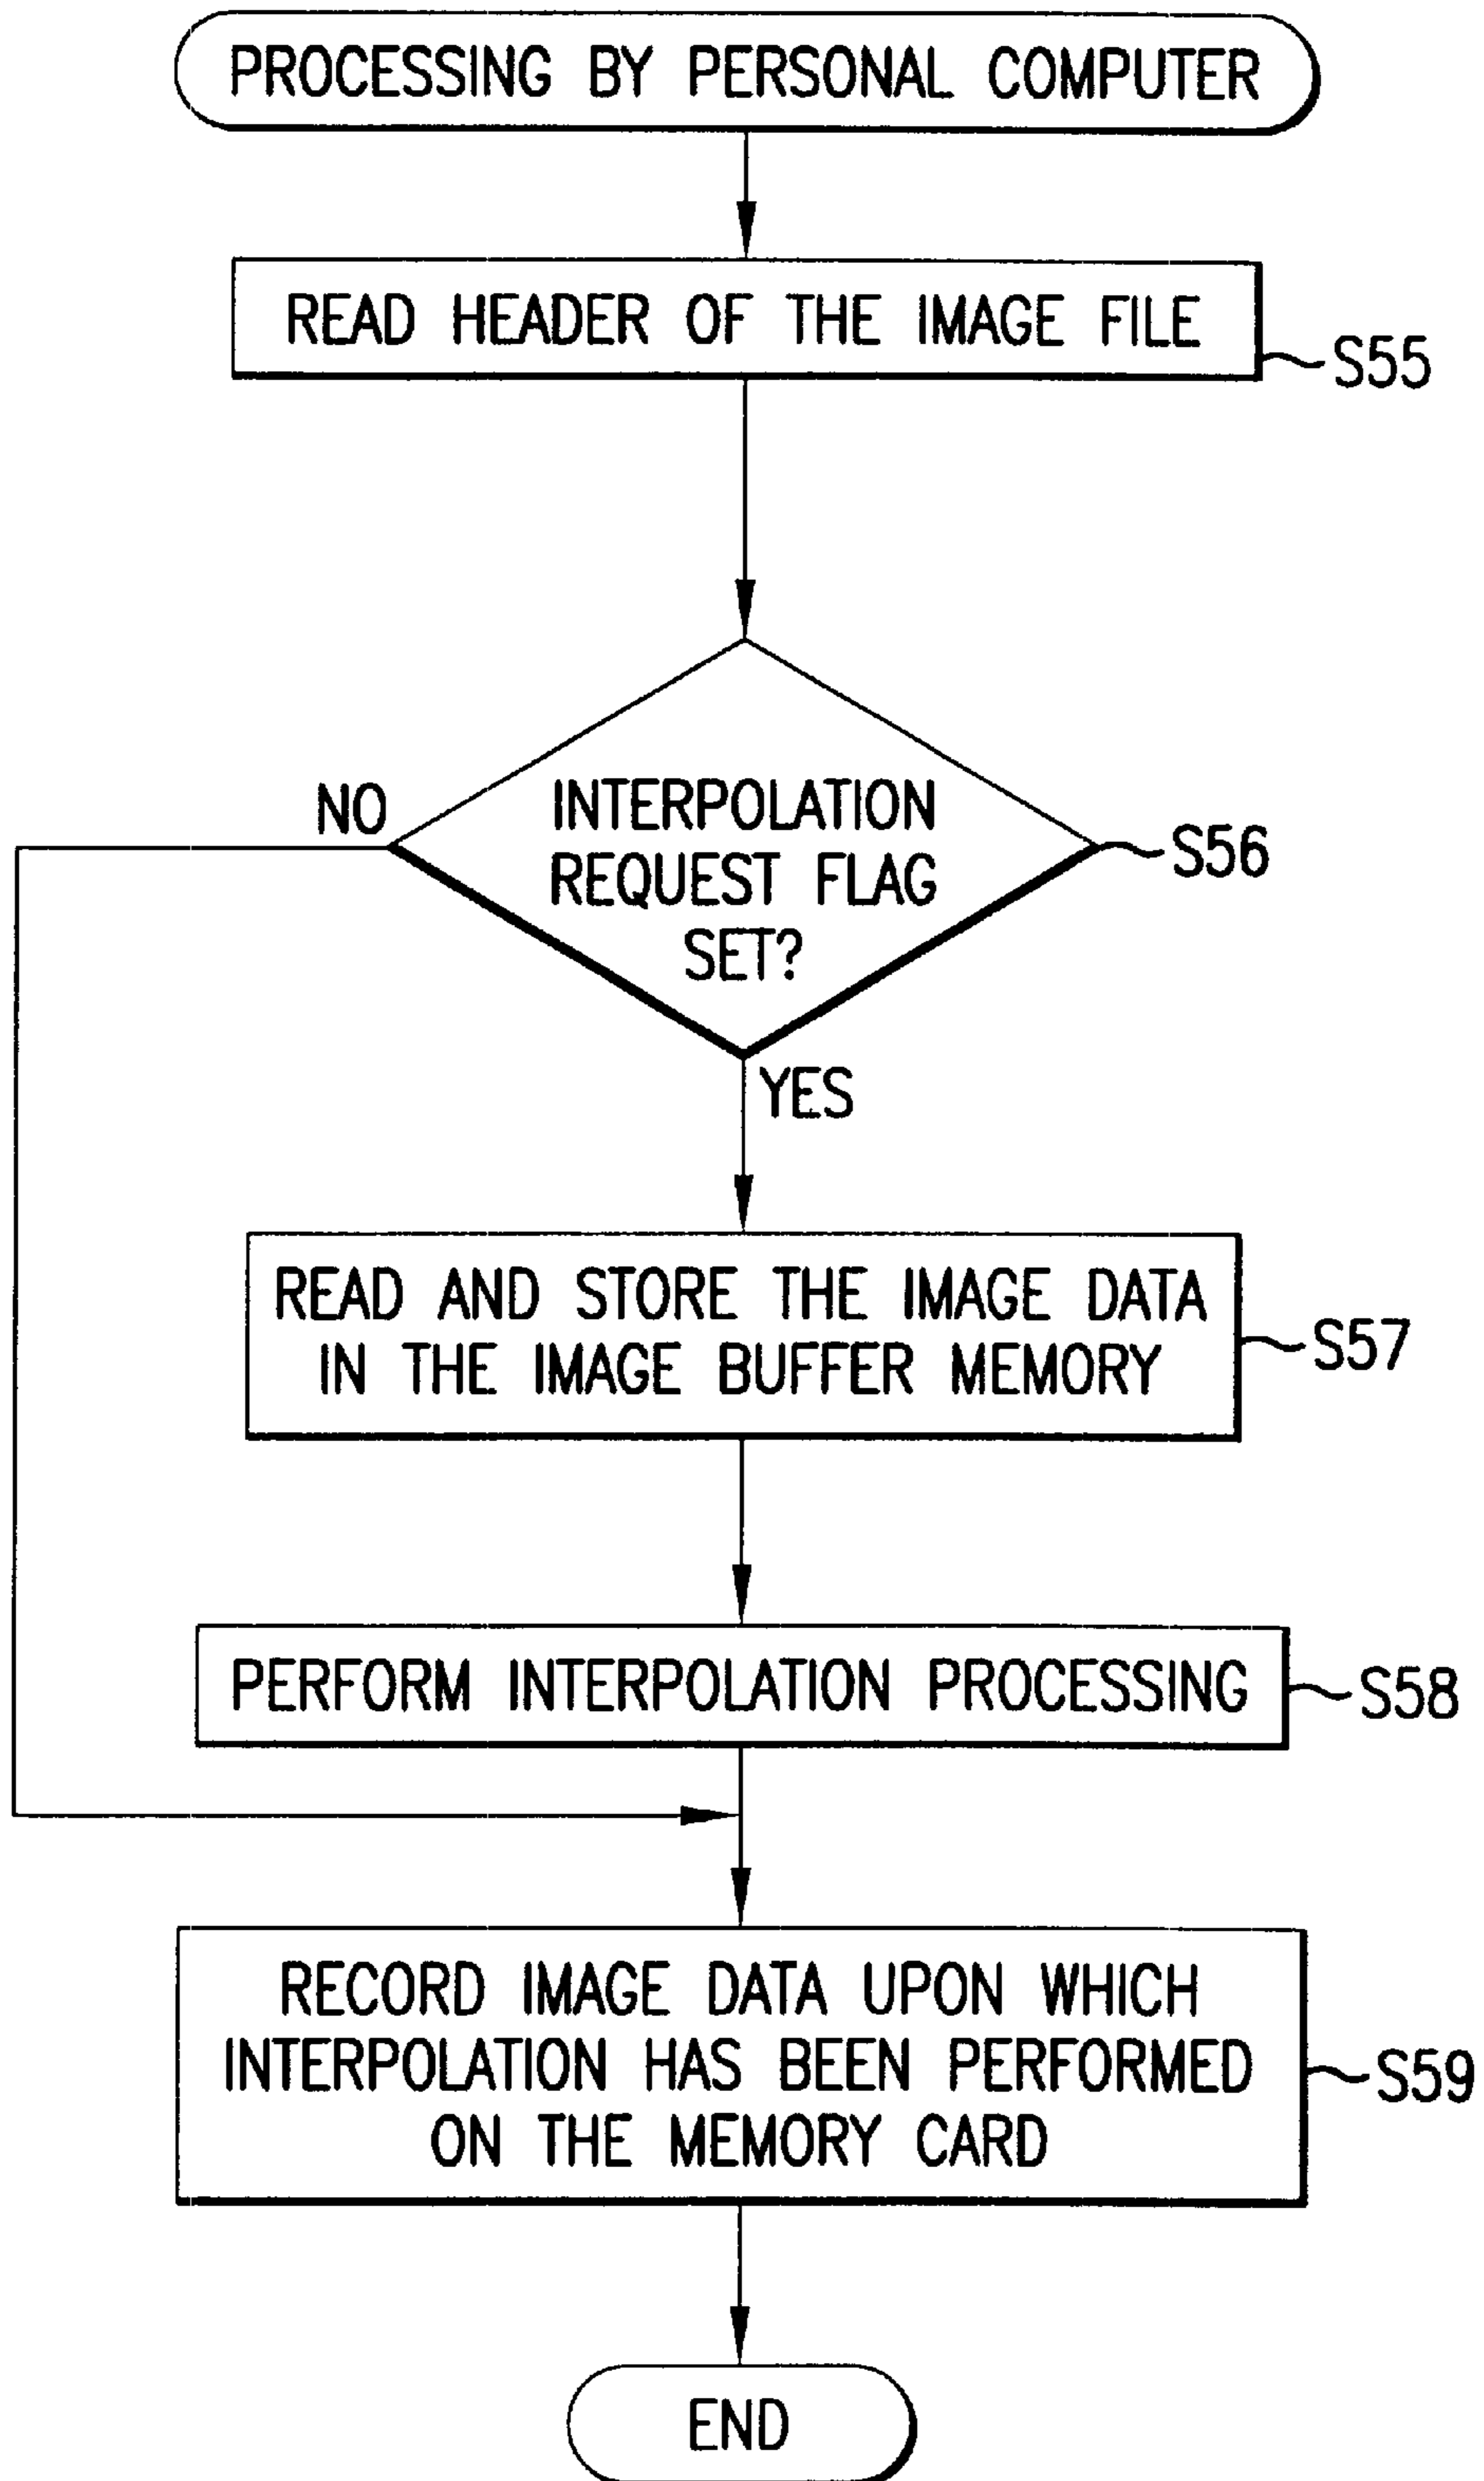 PROCESSING BY PERSONAL COMPUTER
READ HEADER OF THE IMAGE FILE
S55
NO
INTERPOLATION
REQUEST FLAG
SET?
S56
YES
READ AND STORE THE IMAGE DATA
IN THE IMAGE BUFFER MEMORY
S57
PERFORM INTERPOLATION PROCESSING
S58
RECORD IMAGE DATA UPON WHICH
INTERPOLATION HAS BEEN PERFORMED
ON THE MEMORY CARD
S59
END